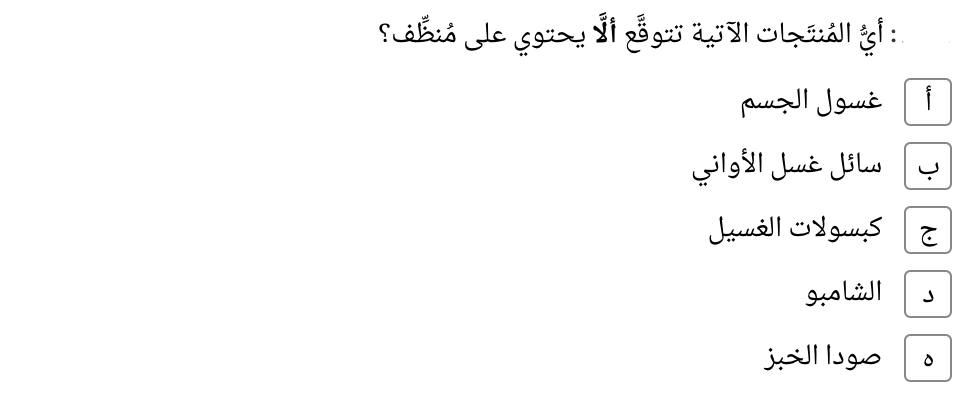 : أيُّ المُنتَجات الآتية تتوقَّع ألَّا يحتوي على مُنظِّف؟
أ غسول الجسم
ب سائل غسل الأواني
ج كبسولات الغسيل
د الشامبو
ه صودا الخبز